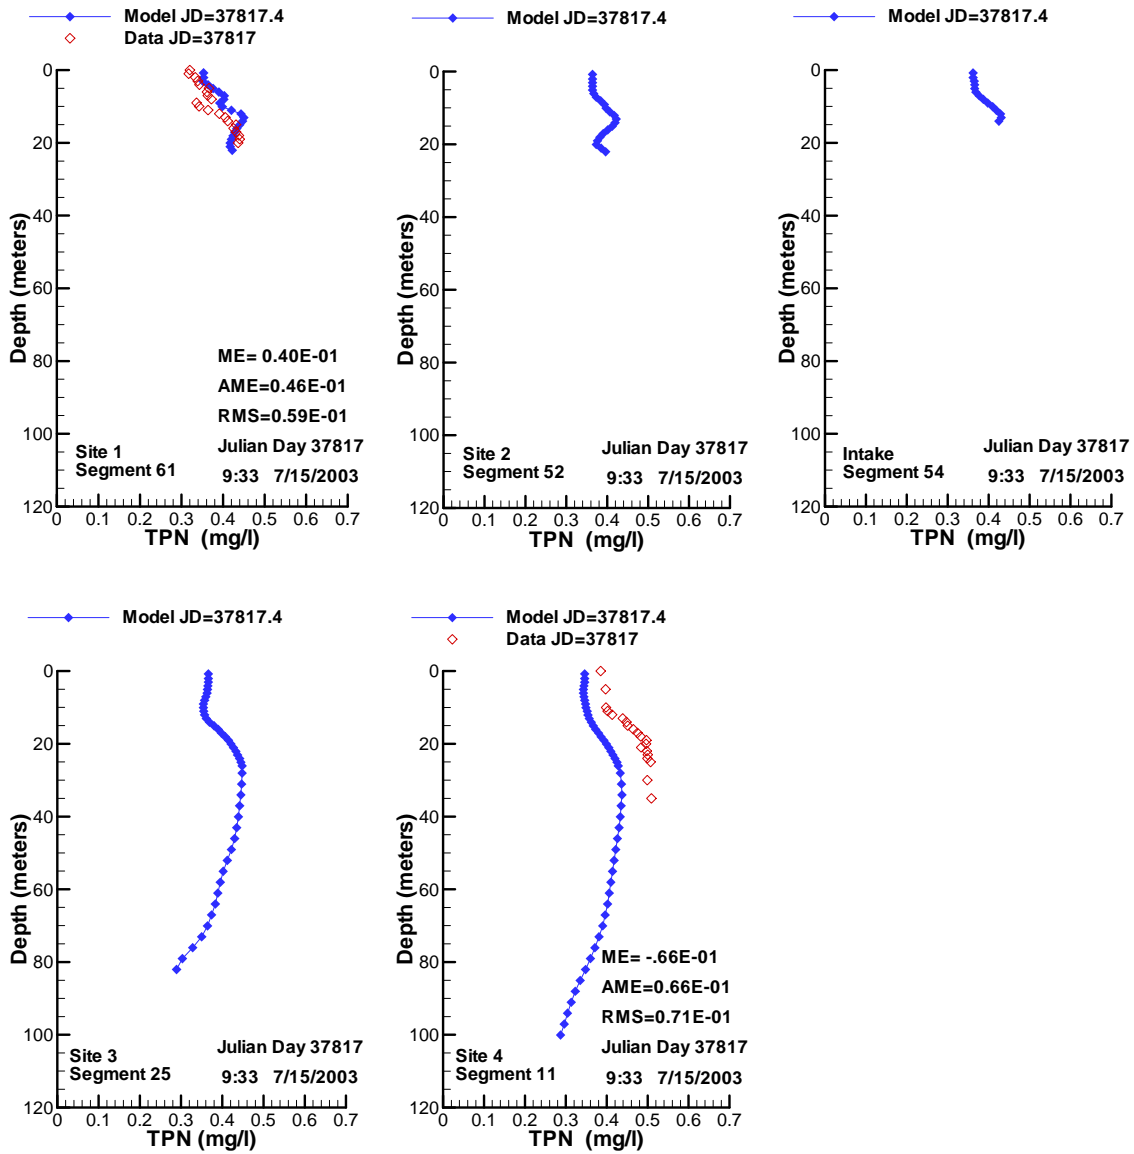 Model JD=37817.4
Data JD=37817
0
20
40
60
80
100
120
Depth (meters)
ME= 0.40E-01
AME=0.46E-01
RMS=0.59E-01
Site 1
Segment 61
Julian Day 37817
9:33 7/15/2003
0 0.1 0.2 0.3 0.4 0.5 0.6 0.7
TPN (mg/l)
Model JD=37817.4
0
20
40
60
80
100
120
Depth (meters)
Site 2
Segment 52
Julian Day 37817
9:33 7/15/2003
0 0.1 0.2 0.3 0.4 0.5 0.6 0.7
TPN (mg/l)
Model JD=37817.4
0
20
40
60
80
100
120
Depth (meters)
Intake
Segment 54
Julian Day 37817
9:33 7/15/2003
0 0.1 0.2 0.3 0.4 0.5 0.6 0.7
TPN (mg/l)
Model JD=37817.4
0
20
40
60
80
100
120
Depth (meters)
Site 3
Segment 25
Julian Day 37817
9:33 7/15/2003
0 0.1 0.2 0.3 0.4 0.5 0.6 0.7
TPN (mg/l)
Model JD=37817.4
Data JD=37817
0
20
40
60
80
100
120
Depth (meters)
ME= -.66E-01
AME=0.66E-01
RMS=0.71E-01
Site 4
Segment 11
Julian Day 37817
9:33 7/15/2003
0 0.1 0.2 0.3 0.4 0.5 0.6 0.7
TPN (mg/l)